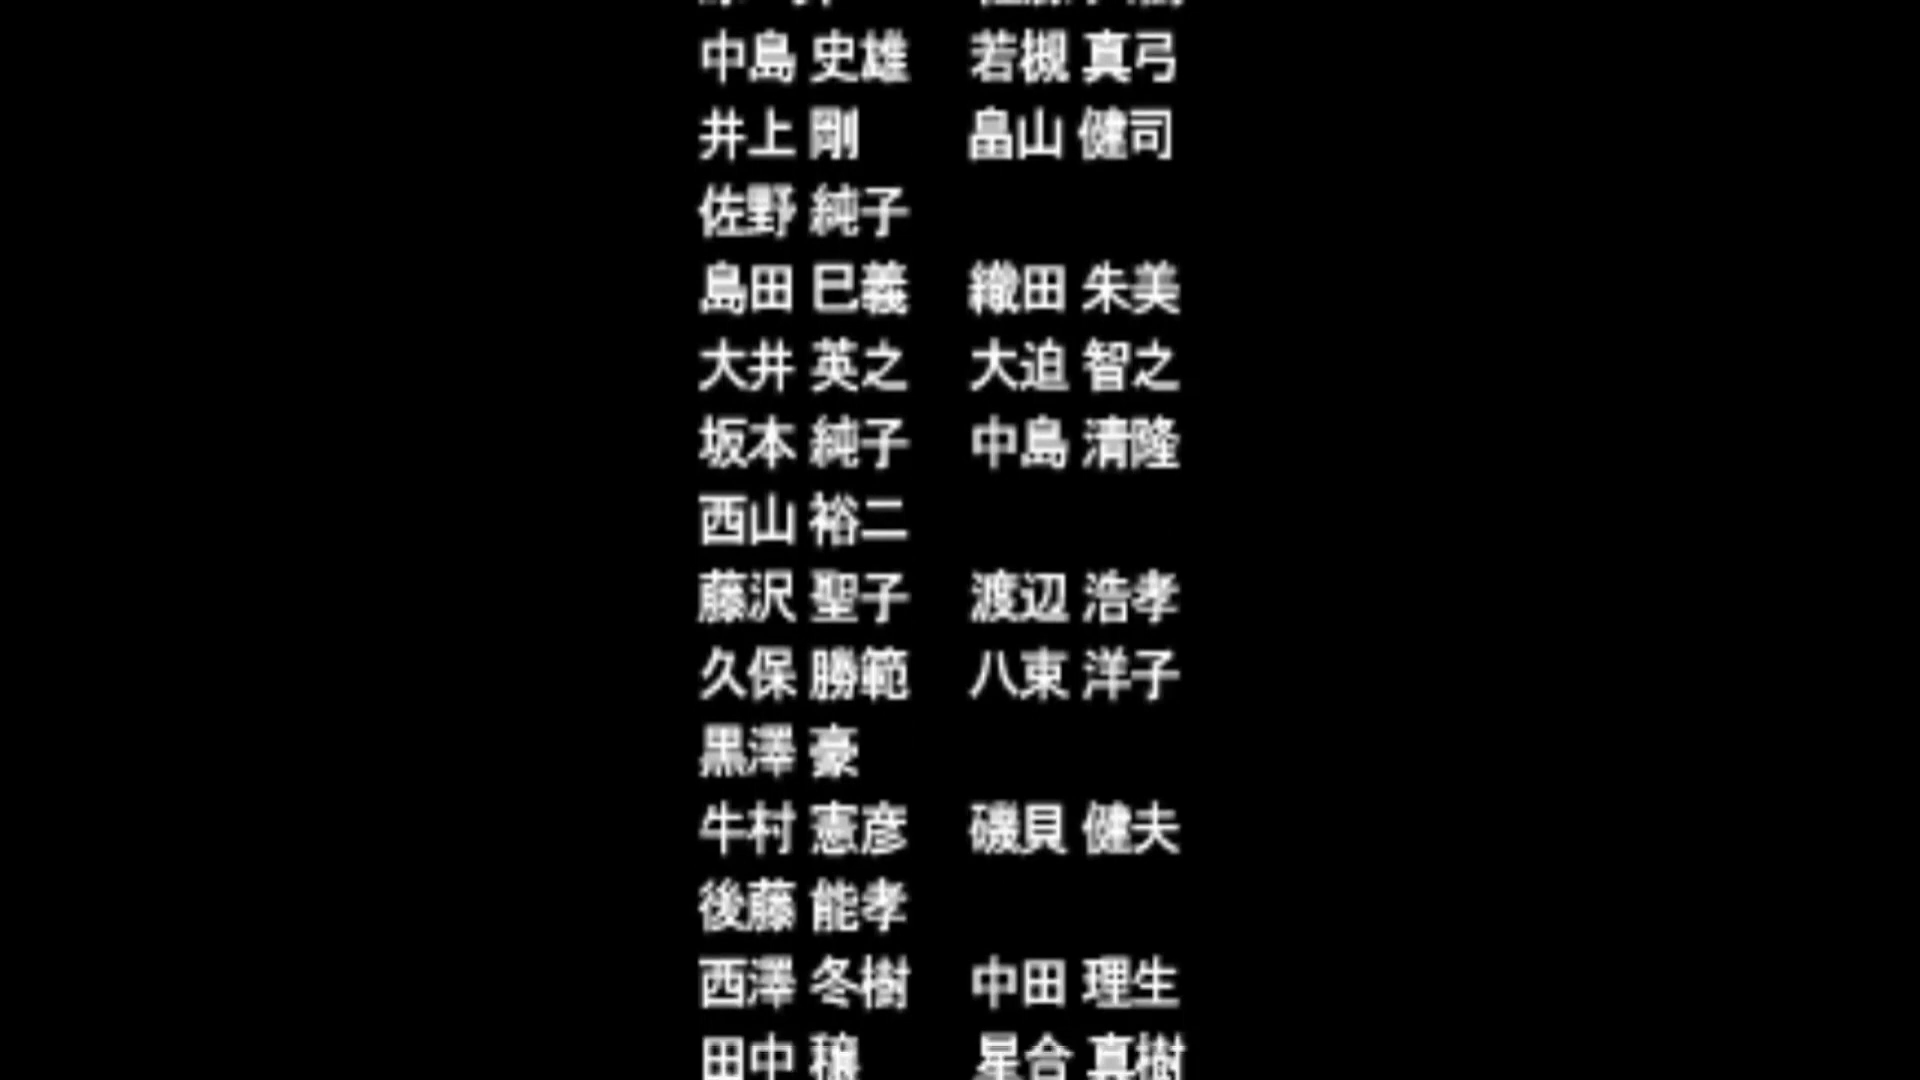 中島 史雄 若槻 真弓
井上 剛 畠山 健司
佐野 純子
島田 巳義 織田 朱美
大井 英之 大迫 智之
坂本 純子 中島 清隆
西山 裕二
藤沢 聖子 渡辺 浩孝
久保 勝範 八束 洋子
黒澤 豪
牛村 憲彦 磯貝 健夫
後藤 能孝
西澤 冬樹 中田 理生
田中 穣 星合 真樹